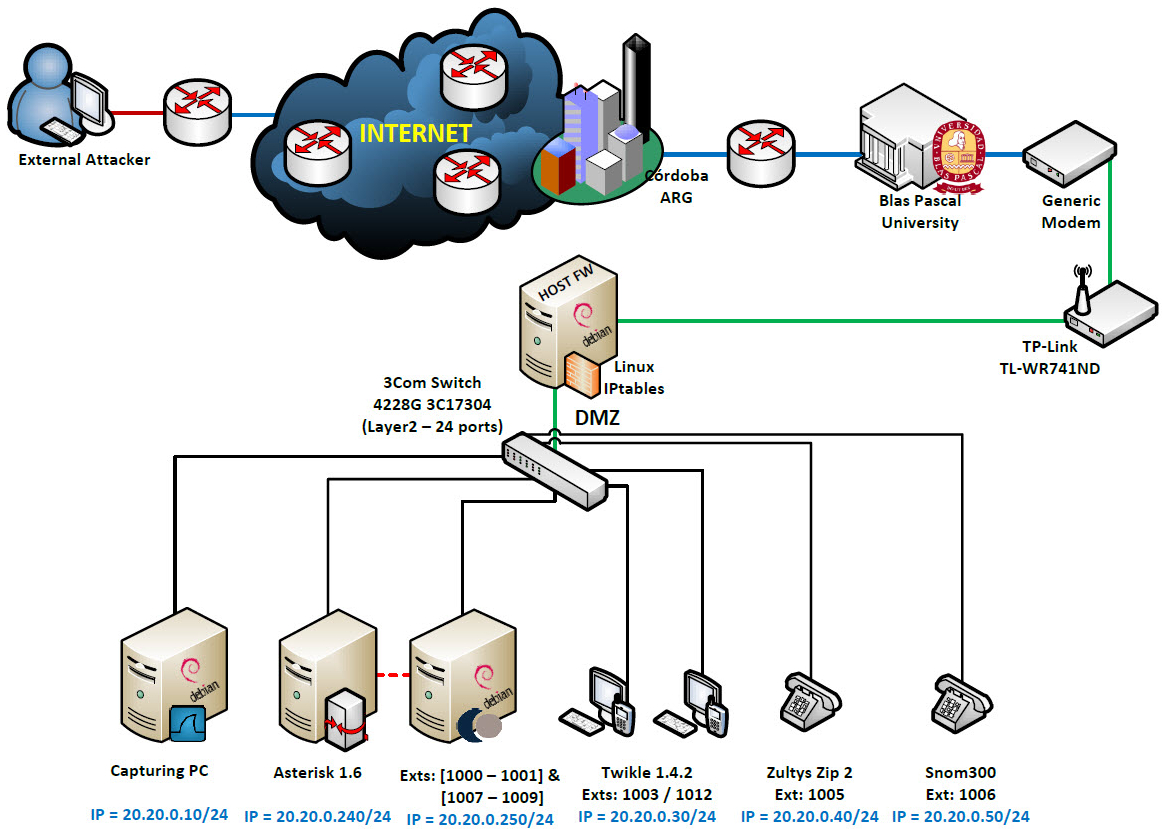 External Attacker
INTERNET
Córdoba
ARG
UNIVERSIDAD
BLAS PASCAL
Blas Pascal
University
Generic
Modem
HOST FW
debian
Linux
IPtables
TP-Link
TL-WR741ND
3Com Switch
4228G 3C17304
(Layer2 – 24 ports)
DMZ
debian
debian
debian
Capturing PC
IP = 20.20.0.10/24
Asterisk 1.6
IP = 20.20.0.240/24
Exts: [1000 – 1001] &
[1007 – 1009]
IP = 20.20.0.250/24
Twikle 1.4.2
Exts: 1003 / 1012
IP = 20.20.0.30/24
Zultys Zip 2
Ext: 1005
IP = 20.20.0.40/24
Snom300
Ext: 1006
IP = 20.20.0.50/24